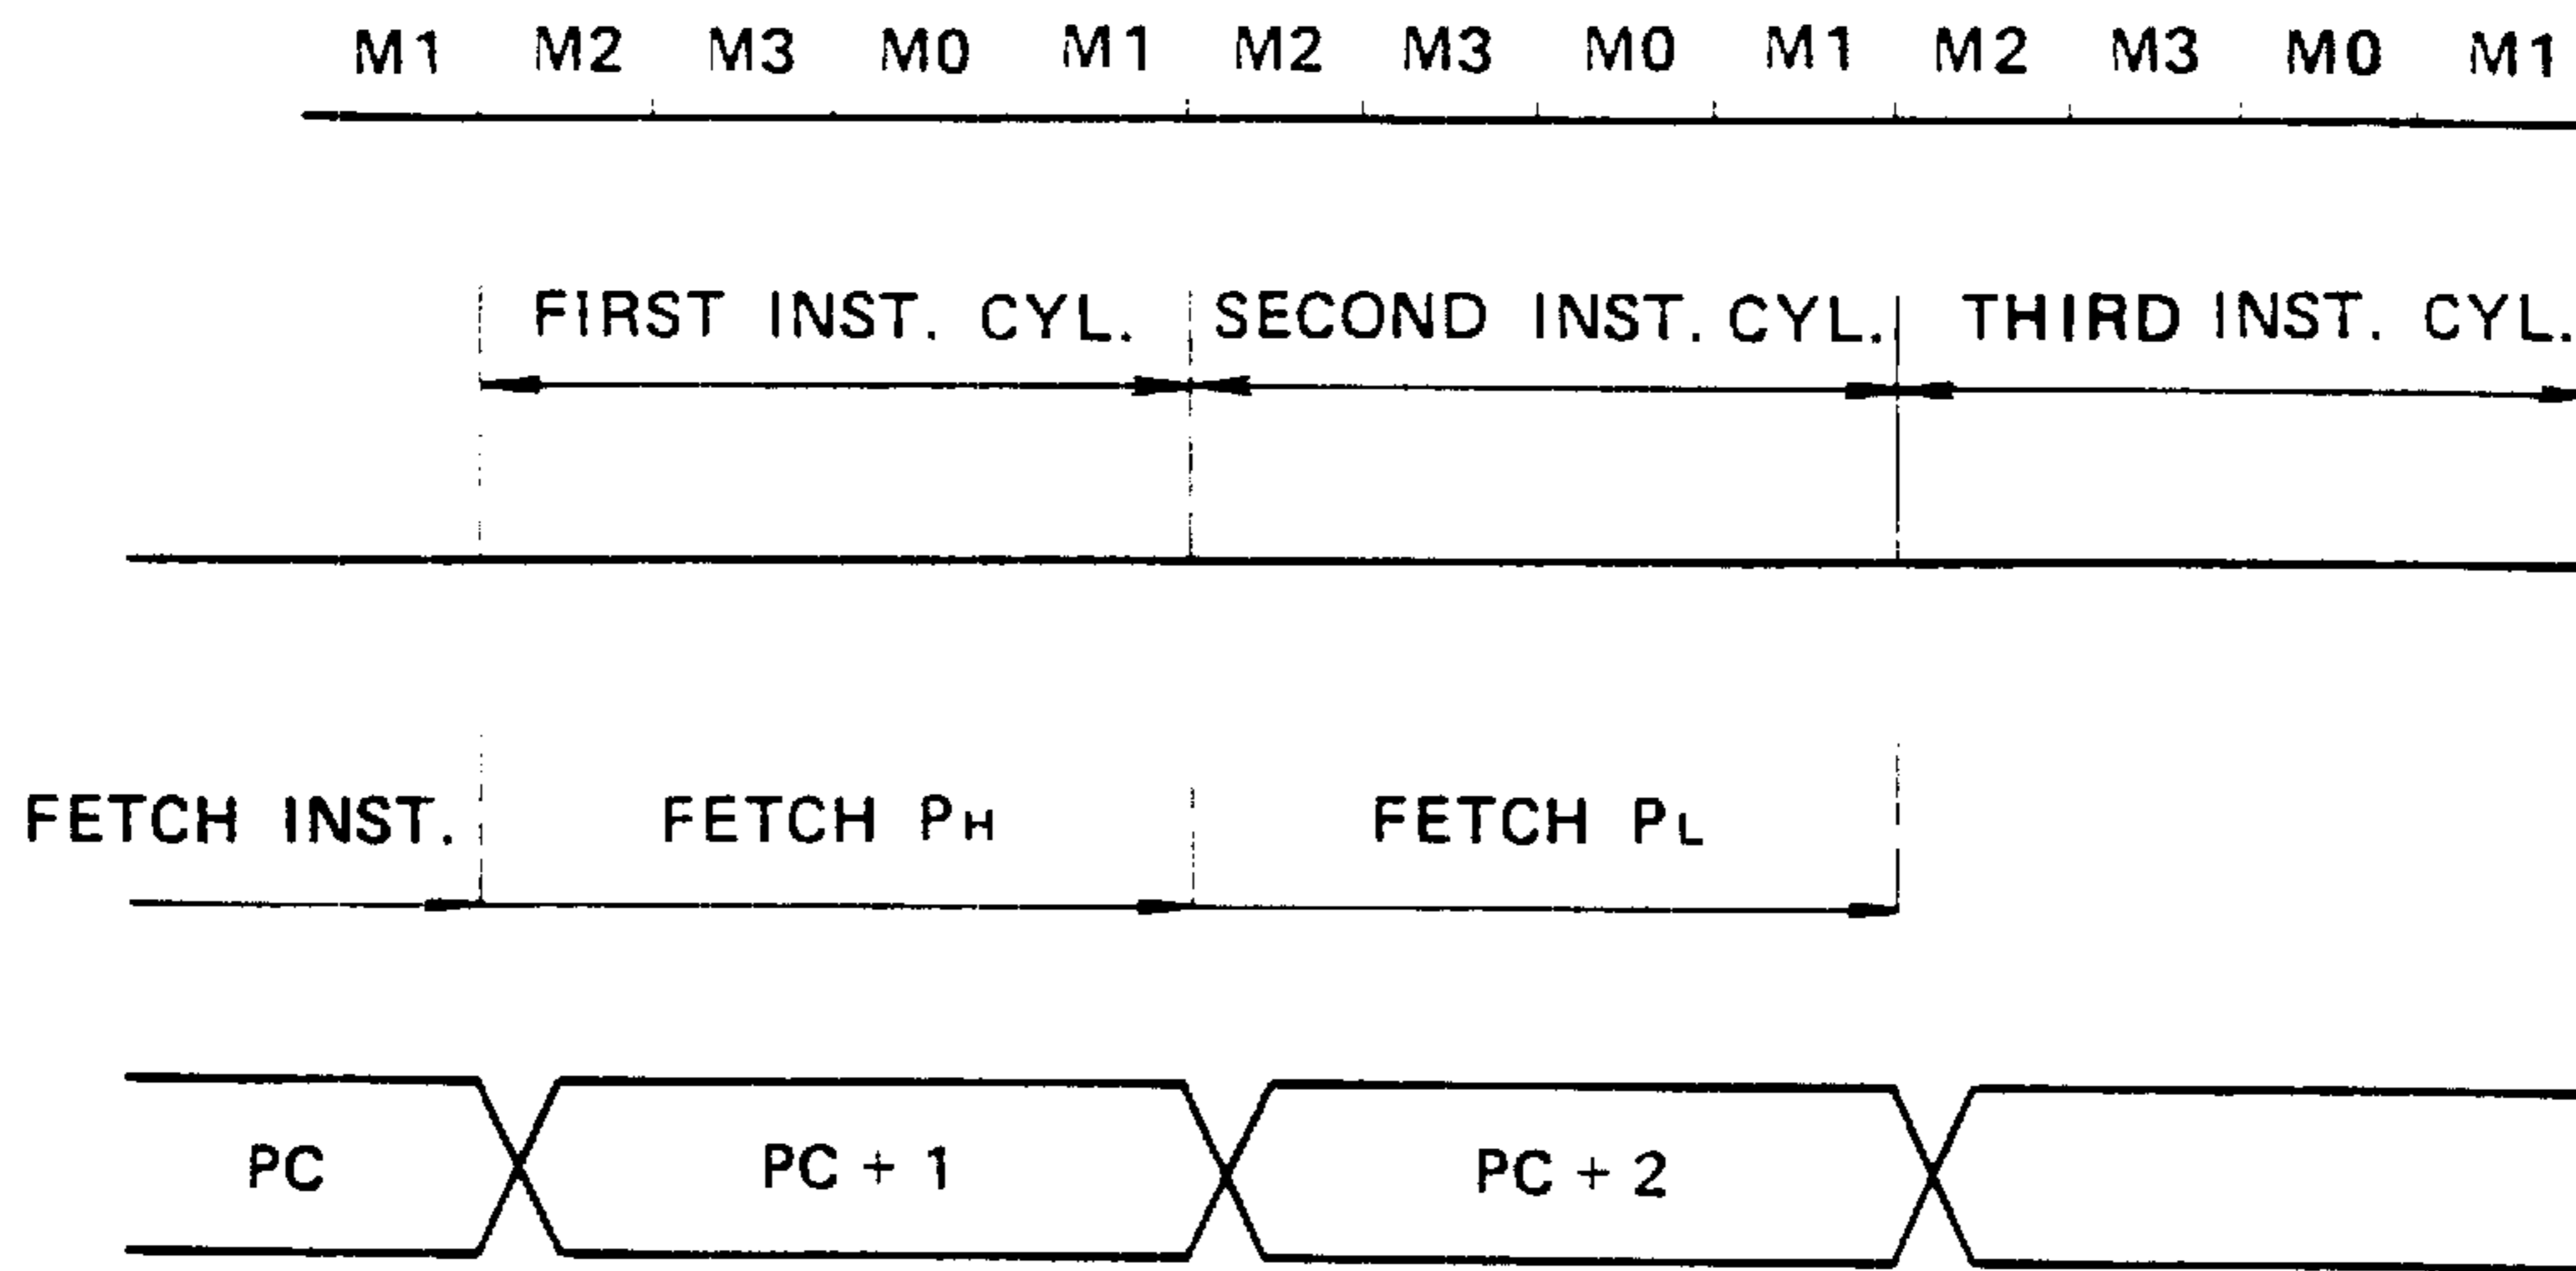 M1 M2 M3 M0 M1 M2 M3 M0 M1 M2 M3 M0 M1
FIRST INST. CYL. SECOND INST. CYL. THIRD INST. CYL.
FETCH INST. FETCH PH FETCH PL
PC PC + 1 PC + 2